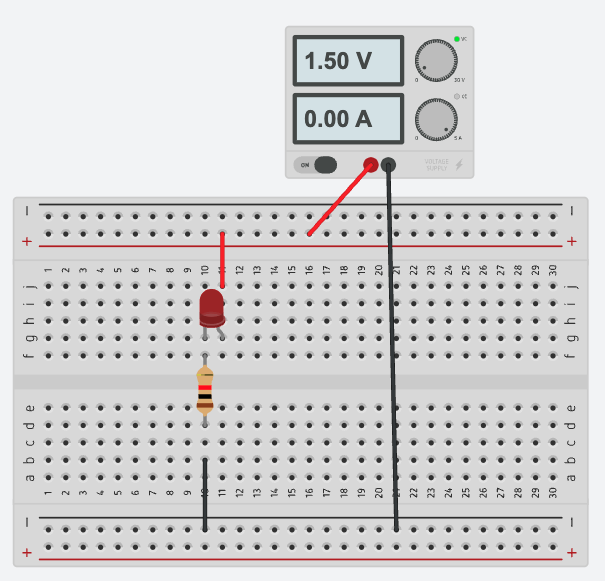 1.50 V
VC
0 30 V
0.00 A
CC
0 5 A
ON VOLTAGE SUPPLY
— —
+ +
1 2 3 4 5 6 7 8 9 10 11 12 13 14 15 16 17 18 19 20 21 22 23 24 25 26 27 28 29 30
j j
i i
h h
g g
f f
e e
d d
c c
b b
a a
1 2 3 4 5 6 7 8 9 10 11 12 13 14 15 16 17 18 19 20 21 22 23 24 25 26 27 28 29 30
— —
+ +